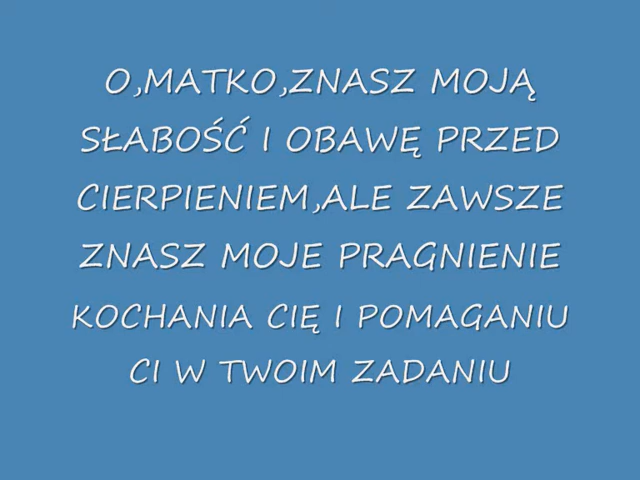 O,MATKO,ZNASZ MOJĄ
SŁABOŚĆ I OBAWĘ PRZED
CIERPIENIEM,ALE ZAWSZE
ZNASZ MOJE PRAGNIENIE
KOCHANIA CIĘ I POMAGANIU
CI W TWOIM ZADANIU